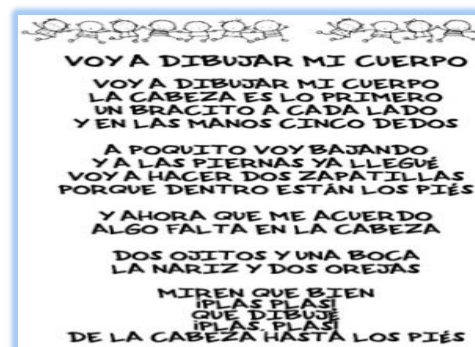 VOY A DIBUJAR MI CUERPO
VOY A DIBUJAR MI CUERPO
LA CABEZA ES LO PRIMERO
UN BRACITO A CADA LADO
Y EN LAS MANOS CINCO DEDOS
A POQUITO VOY BAJANDO
Y A LAS PIERNAS YA LLEGUÉ
VOY A HACER DOS ZAPATILLAS
PORQUE DENTRO ESTÁN LOS PIÉS
Y AHORA QUE ME ACUERDO
ALGO FALTA EN LA CABEZA
DOS OJITOS Y UNA BOCA
LA NARIZ Y DOS OREJAS
MIREN QUE BIEN
¡PLAS PLAS!
QUE DIBUJÉ
¡PLAS, PLAS!
DE LA CABEZA HASTA LOS PIÉS